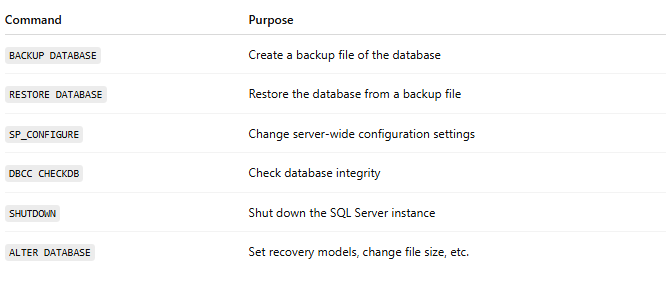 Command Purpose
BACKUP DATABASE Create a backup file of the database
RESTORE DATABASE Restore the database from a backup file
SP_CONFIGURE Change server-wide configuration settings
DBCC CHECKDB Check database integrity
SHUTDOWN Shut down the SQL Server instance
ALTER DATABASE Set recovery models, change file size, etc.